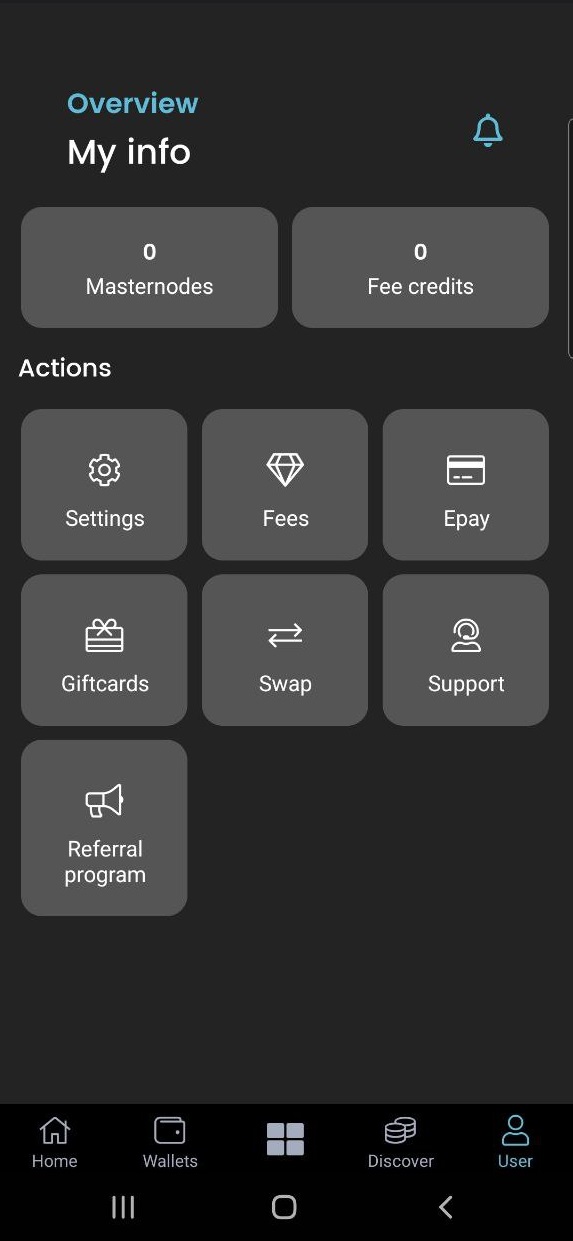 Overview
My info
0
Masternodes
0
Fee credits
Actions
Settings
Fees
Epay
Giftcards
Swap
Support
Referral
program
Home
Wallets
Discover
User